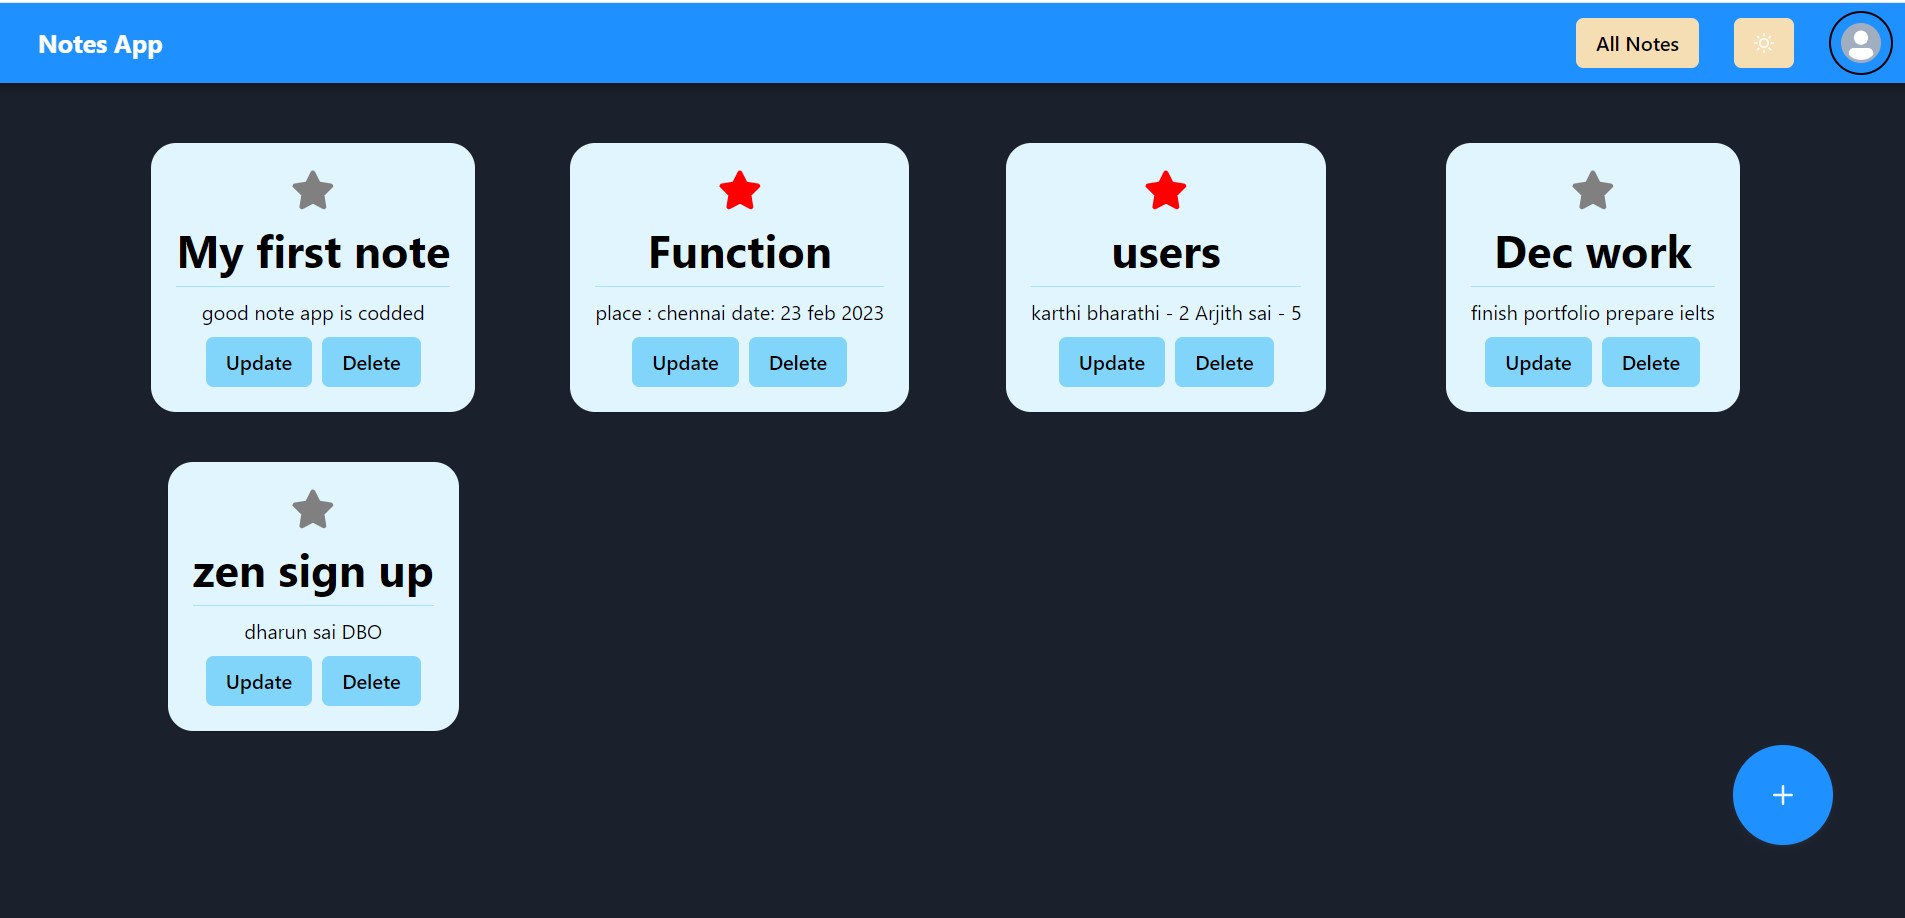 Notes App
All Notes
My first note
good note app is codded
Update Delete
Function
place : chennai date: 23 feb 2023
Update Delete
users
karthi bharathi - 2 Arjith sai - 5
Update Delete
Dec work
finish portfolio prepare ielts
Update Delete
zen sign up
dharun sai DBO
Update Delete
+